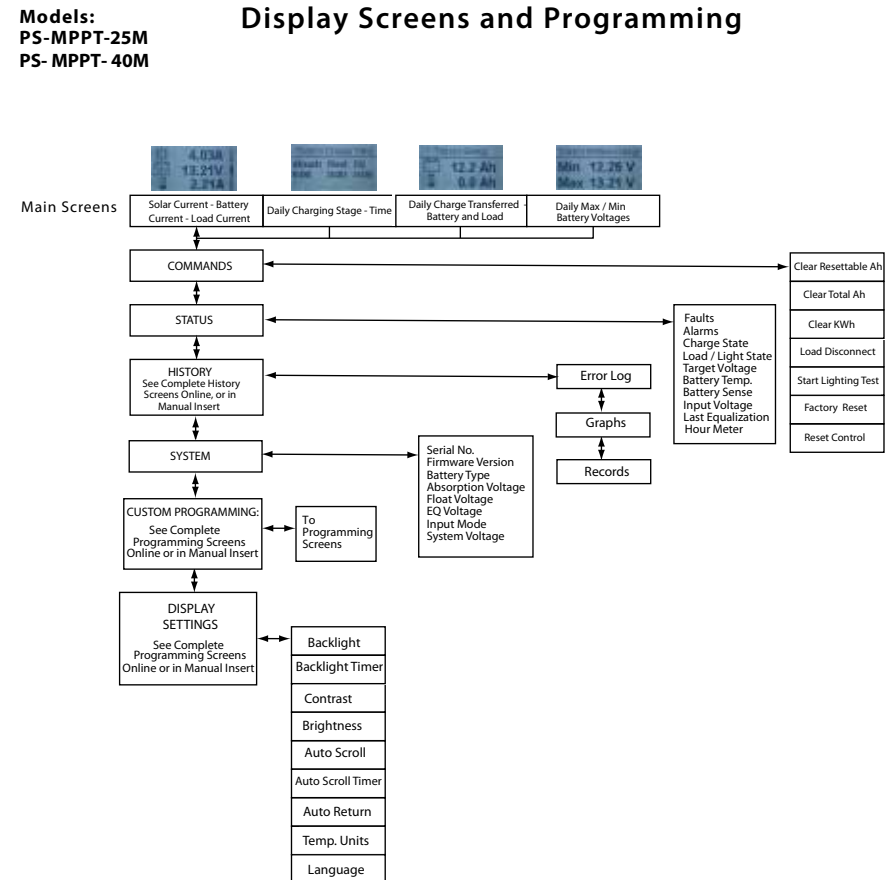 Models:
PS-MPPT-25M
PS- MPPT- 40M
Display Screens and Programming
4.03A
13.21V
2.21A
12.2 Ah
0.0 Ah
Min 12.26 V
Max 13.21 V
Main Screens
Solar Current - Battery
Current - Load Current
Daily Charging Stage - Time
Daily Charge Transferred -
Battery and Load
Daily Max / Min
Battery Voltages
COMMANDS
Clear Resettable Ah
Clear Total Ah
Clear KWh
Load Disconnect
Start Lighting Test
Factory Reset
Reset Control
STATUS
Faults
Alarms
Charge State
Load / Light State
Target Voltage
Battery Temp.
Battery Sense
Input Voltage
Last Equalization
Hour Meter
HISTORY
See Complete History
Screens Online, or in
Manual Insert
Error Log
Graphs
Records
SYSTEM
Serial No.
Firmware Version
Battery Type
Absorption Voltage
Float Voltage
EQ Voltage
Input Mode
System Voltage
CUSTOM PROGRAMMING:
See Complete
Programming Screens
Online or in Manual Insert
To
Programming
Screens
DISPLAY
SETTINGS
See Complete
Programming Screens
Online or in Manual Insert
Backlight
Backlight Timer
Contrast
Brightness
Auto Scroll
Auto Scroll Timer
Auto Return
Temp. Units
Language